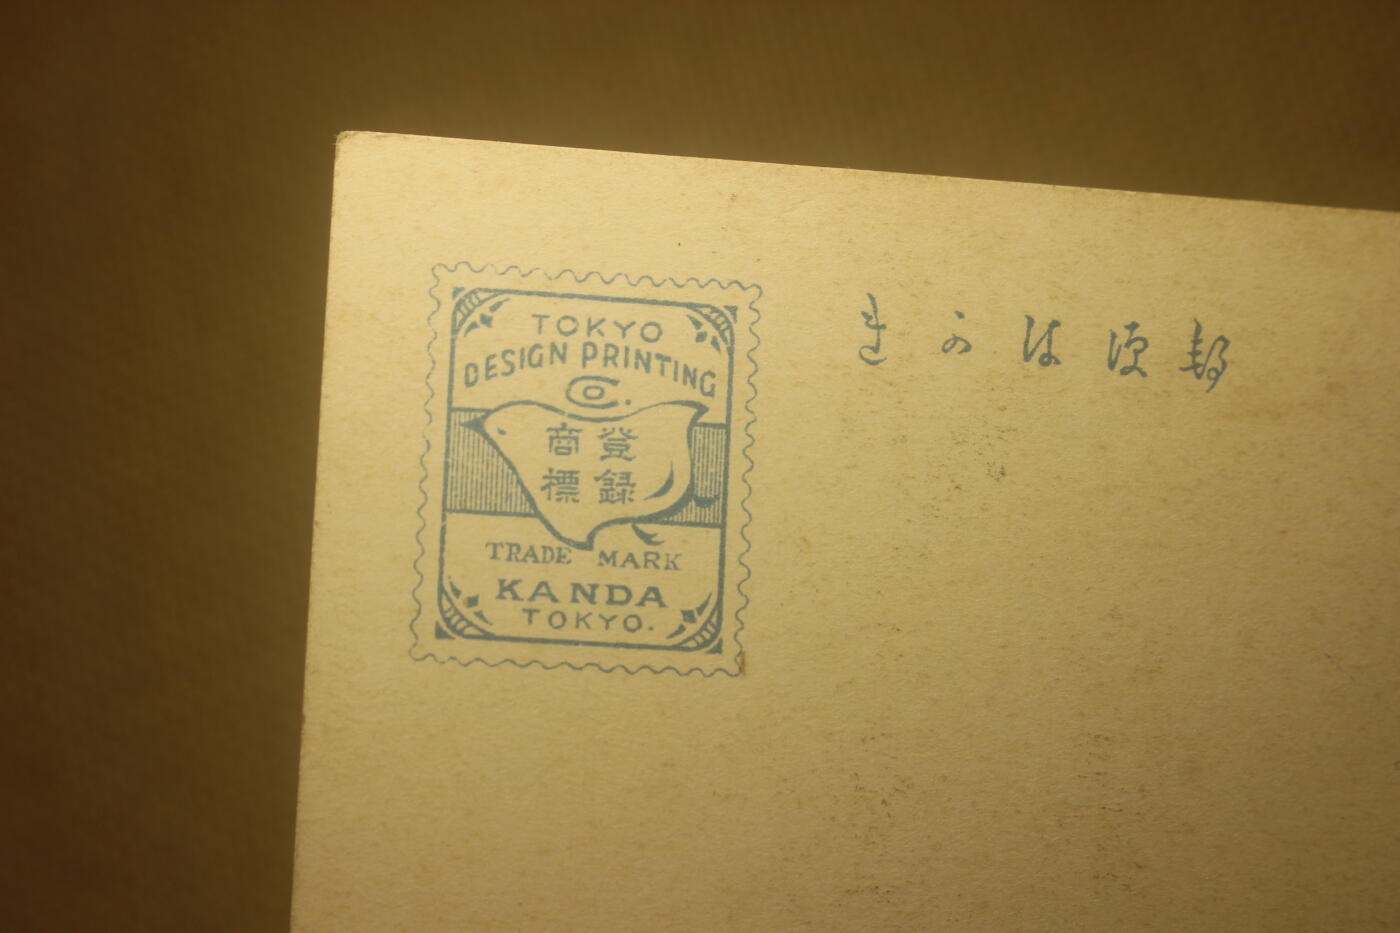 TOKYO
DESIGN PRINTING
Co.
登録
商標
TRADE MARK
KANDA
TOKYO.
郵便はかき